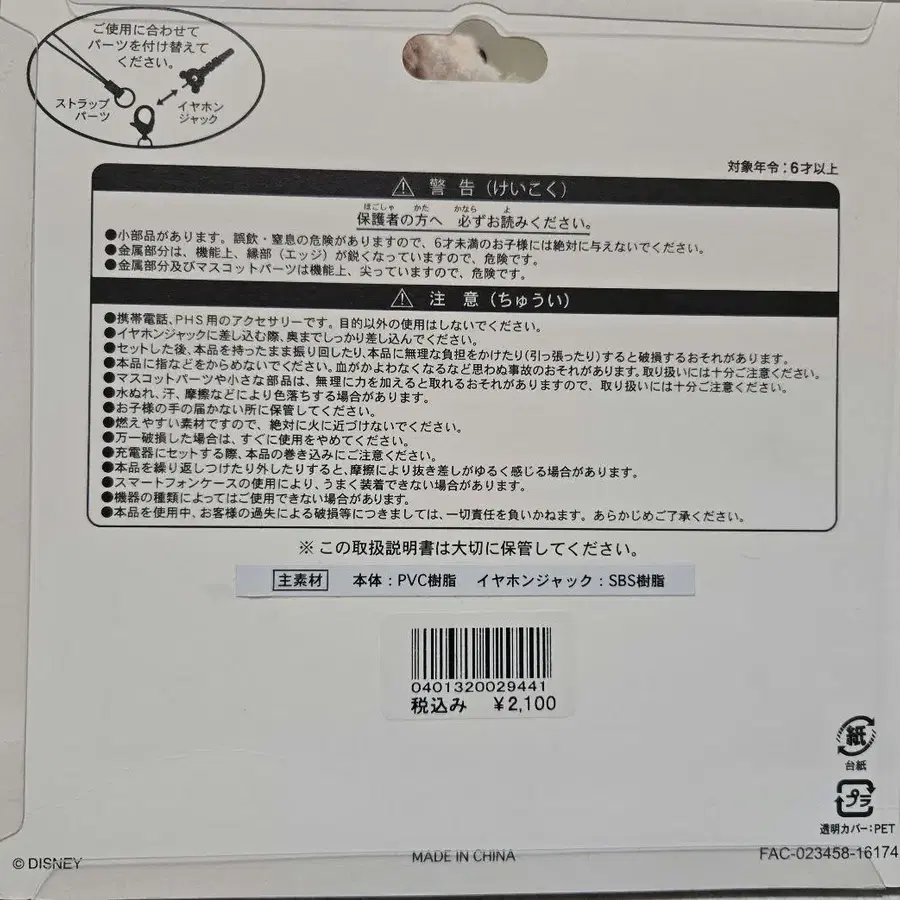 ご使用に合わせて
パーツを付け替えて
ください。
ストラップ
パーツ
イヤホン
ジャック
対象年令：6才以上
⚠ 警 告（けいこく）
ほごしゃ かた かなら よ
保護者の方へ 必ずお読みください。
●小部品があります。誤飲・窒息の危険がありますので、6才未満のお子様には絶対に与えないでください。
●金属部分は、機能上、縁部（エッジ）が鋭くなっていますので、危険です。
●金属部分及びマスコットパーツは機能上、尖っていますので、危険です。
⚠ 注 意（ちゅうい）
●携帯電話、PHS用のアクセサリーです。目的以外の使用はしないでください。
●イヤホンジャックに差し込む際、奥までしっかり差し込んでください。
●セットした後、本品を持ったまま振り回したり、本品に無理な負担をかけたり(引っ張ったり)すると破損するおそれがあります。
●本品に指などをからめないでください。血がかよわなくなるなど思わぬ事故のおそれがあります。取り扱いには十分ご注意ください。
●マスコットパーツや小さな部品は、無理に力を加えると取れるおそれがありますので、取り扱いには十分ご注意ください。
●水ぬれ、汗、摩擦などにより色落ちする場合があります。
●お子様の手の届かない所に保管してください。
●燃えやすい素材ですので、絶対に火に近づけないでください。
●万一破損した場合は、すぐに使用をやめてください。
●充電器にセットする際、本品の巻き込みにご注意ください。
●本品を繰り返しつけたり外したりすると、摩擦により抜き差しがゆるく感じる場合があります。
●スマートフォンケースの使用により、うまく装着できない場合があります。
●機器の種類によってはご使用できない場合があります。
●本品を使用中、お客様の過失による破損等につきましては、一切責任を負いかねます。あらかじめご了承ください。
※この取扱説明書は大切に保管してください。
主素材 本体：PVC樹脂 イヤホンジャック：SBS樹脂
0401320029441
税込み ¥2,100
紙
台紙
プラ
透明カバー：PET
© DISNEY
MADE IN CHINA
FAC-023458-16174